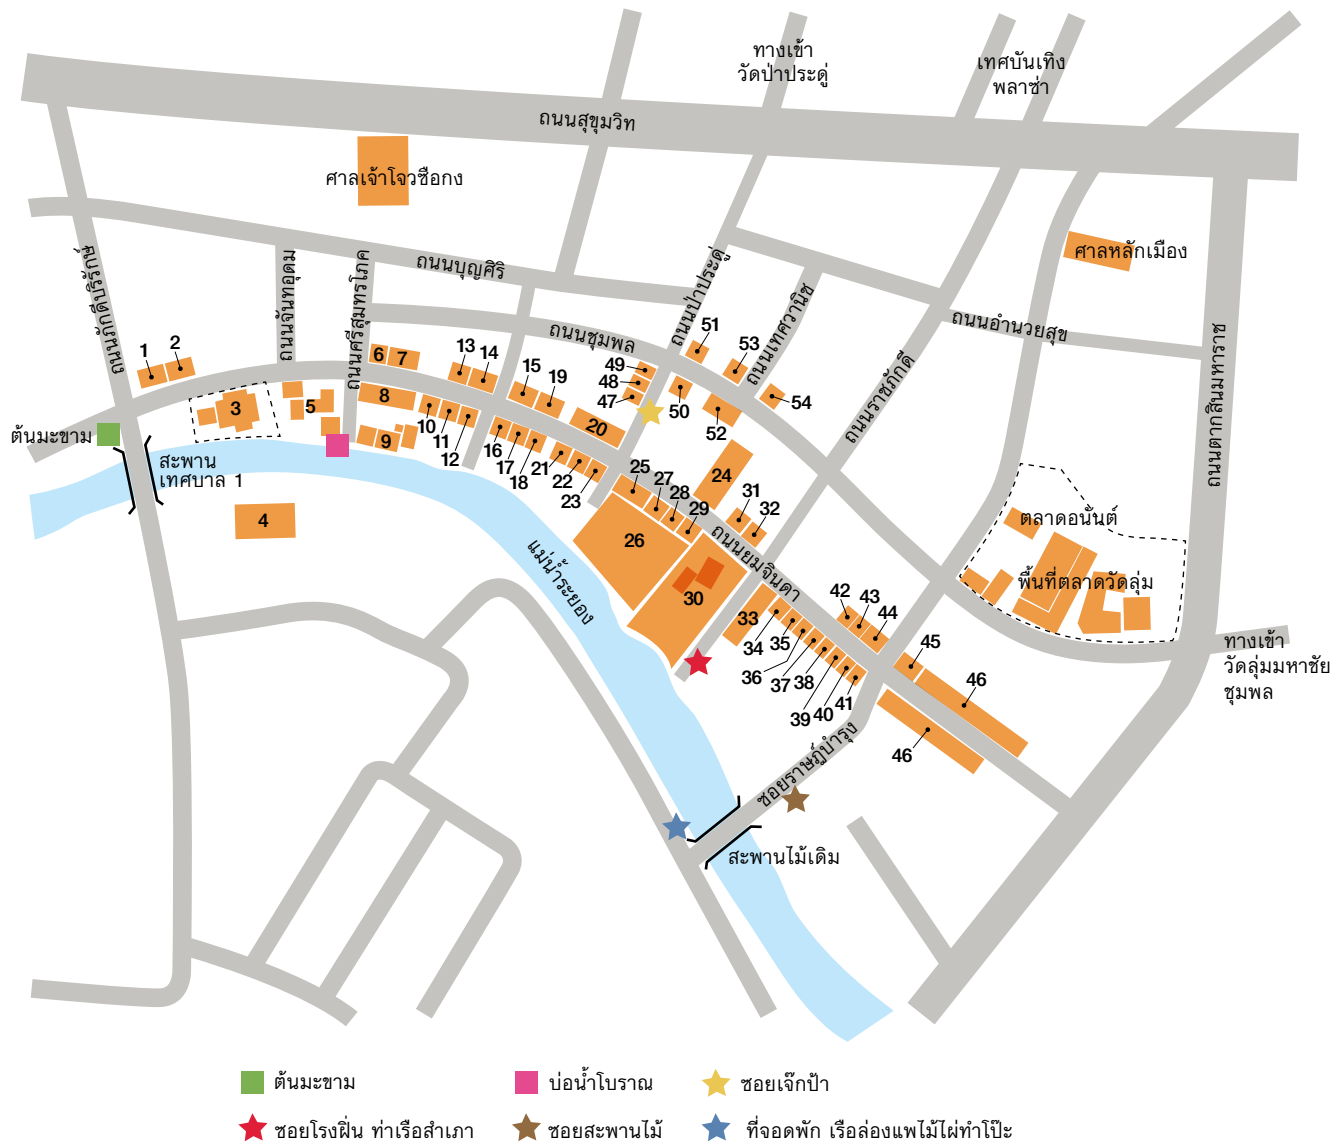 ทางเข้า
วัดป่าประดู่
เทศบันเทิง
พลาซ่า
ถนนสุขุมวิท
ศาลเจ้าโจวซือกง
ศาลหลักเมือง
ถนนบุญศิริ
ถนนจันทอุดม
ถนนศรีสมุทรโภค
ถนนชุมพล
ถนนป่าประดู่
ถนนเทศวานิช
ถนนราชภักดี
ถนนอำนวยสุข
ถนนตากสินมหาราช
1
2
3
4
5
6
7
8
9
10
11
12
13
14
15
16
17
18
19
20
21
22
23
24
25
26
27
28
29
30
31
32
33
34
35
36
37
38
39
40
41
42
43
44
45
46
46
47
48
49
50
51
52
53
54
ต้นมะขาม
สะพาน
เทศบาล 1
แม่น้ำระยอง
ถนนยมจินดา
ตลาดอนันต์
พื้นที่ตลาดวัดลุ่ม
ทางเข้า
วัดลุ่มมหาชัย
ชุมพล
ซอยราษฎ์บำรุง
สะพานไม้เดิม
ต้นมะขาม
บ่อน้ำโบราณ
ซอยเจ๊กป้า
ซอยโรงฝิ่น ท่าเรือสำเภา
ซอยสะพานไม้
ที่จอดพัก เรือล่องแพไม้ไผ่ทำโป๊ะ